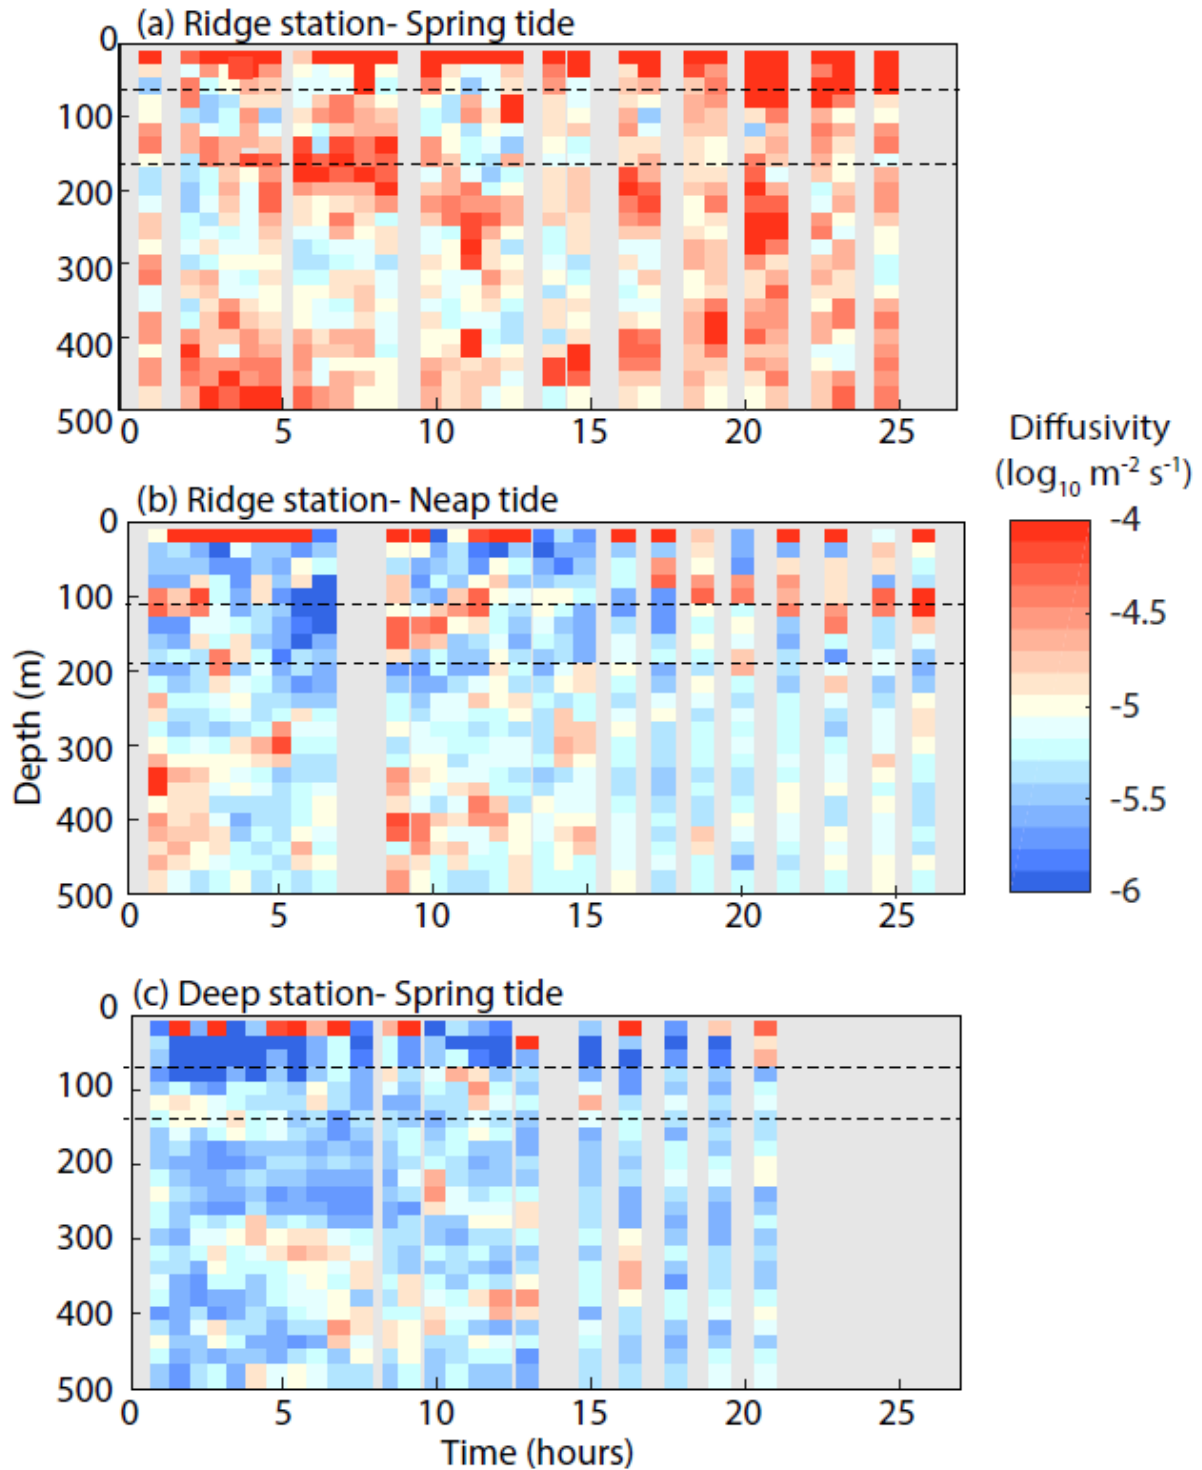 (a) Ridge station- Spring tide
0
100
200
300
400
500
0 5 10 15 20 25
Diffusivity
(log₁₀ m⁻² s⁻¹)
-4
-4.5
-5
-5.5
-6
(b) Ridge station- Neap tide
0
100
200
300
400
500
0 5 10 15 20 25
Depth (m)
(c) Deep station- Spring tide
0
100
200
300
400
500
0 5 10 15 20 25
Time (hours)